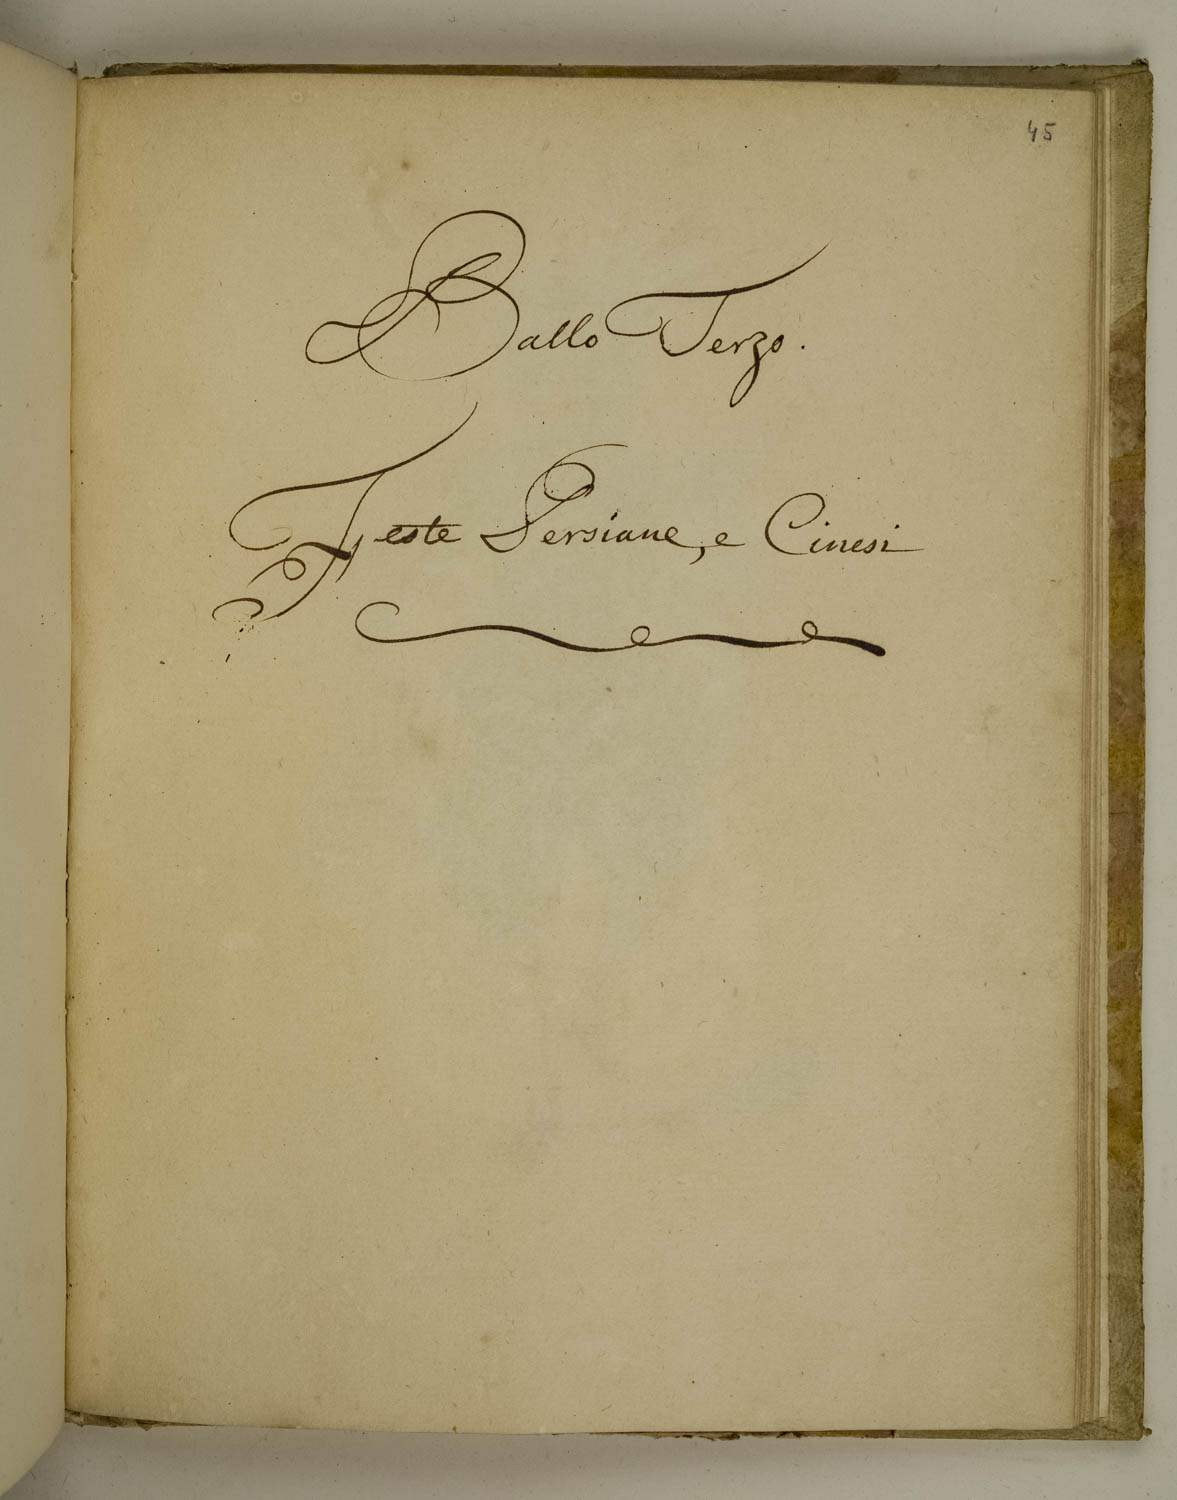 45
Ballo Terzo.
Feste Persiane, e Cinesi